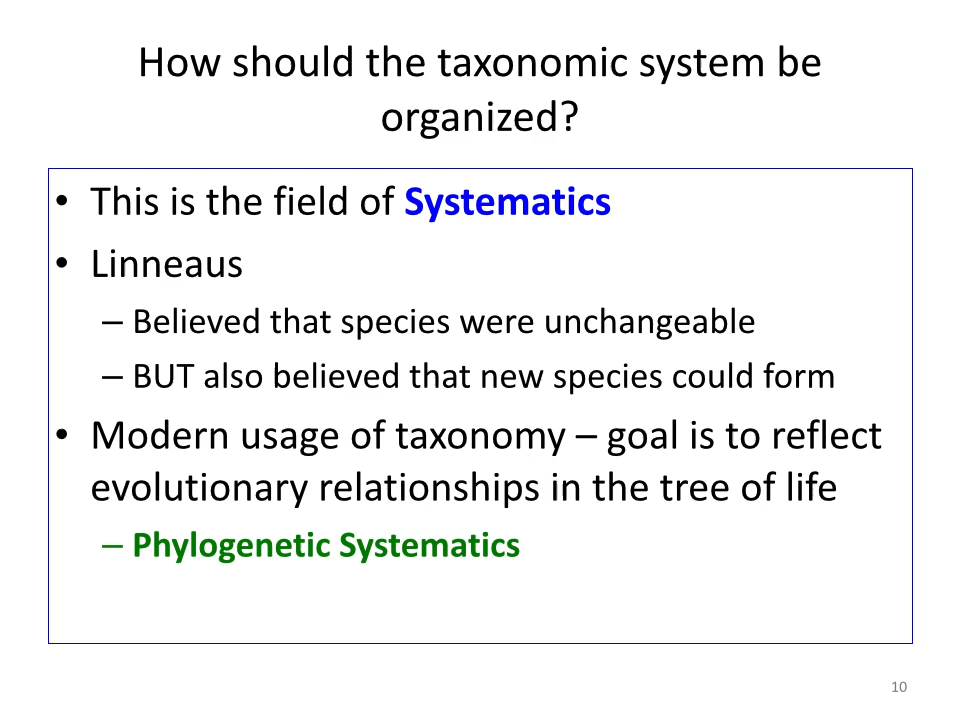 How should the taxonomic system be
organized?
• This is the field of Systematics
• Linneaus
– Believed that species were unchangeable
– BUT also believed that new species could form
• Modern usage of taxonomy – goal is to reflect
evolutionary relationships in the tree of life
– Phylogenetic Systematics
10